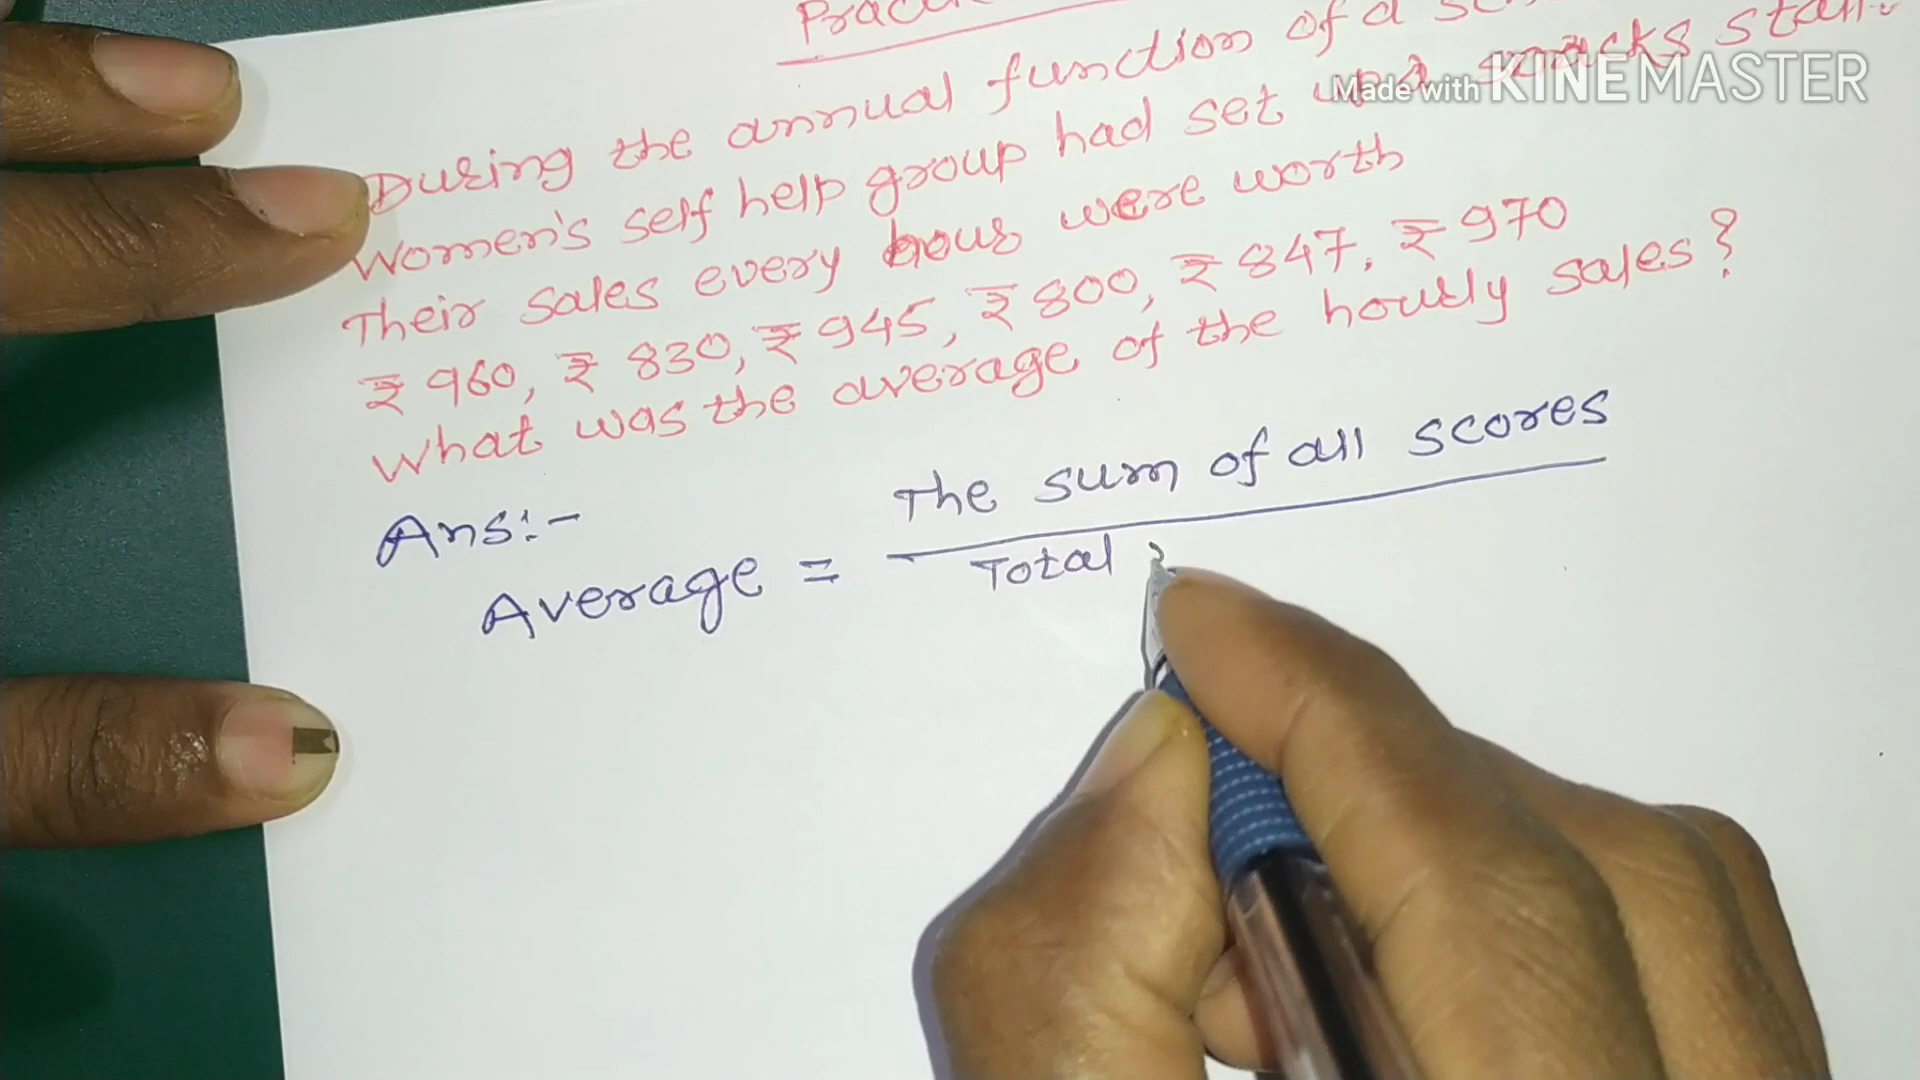 During the annual function of a
Women's self help group had set up a snacks stall.
Their sales every hour were worth
₹ 960, ₹ 830, ₹ 945, ₹ 800, ₹ 847, ₹ 970
What was the average of the hourly sales?
Ans:-
The sum of all scores
Average =
Total
Made with KINEMASTER